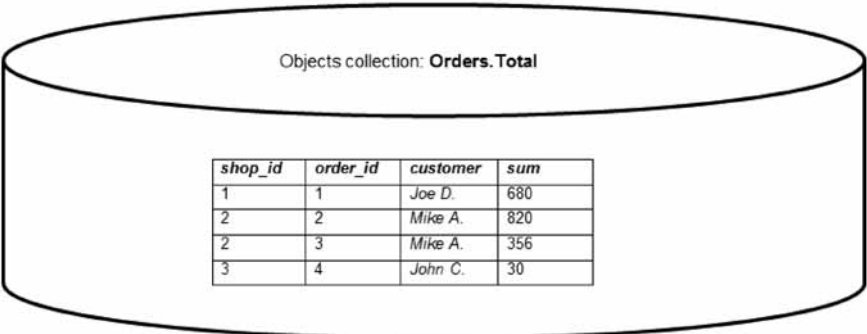 Objects collection: Orders.Total
shop_id order_id customer sum
1 1 Joe D. 680
2 2 Mike A. 820
2 3 Mike A. 356
3 4 John C. 30